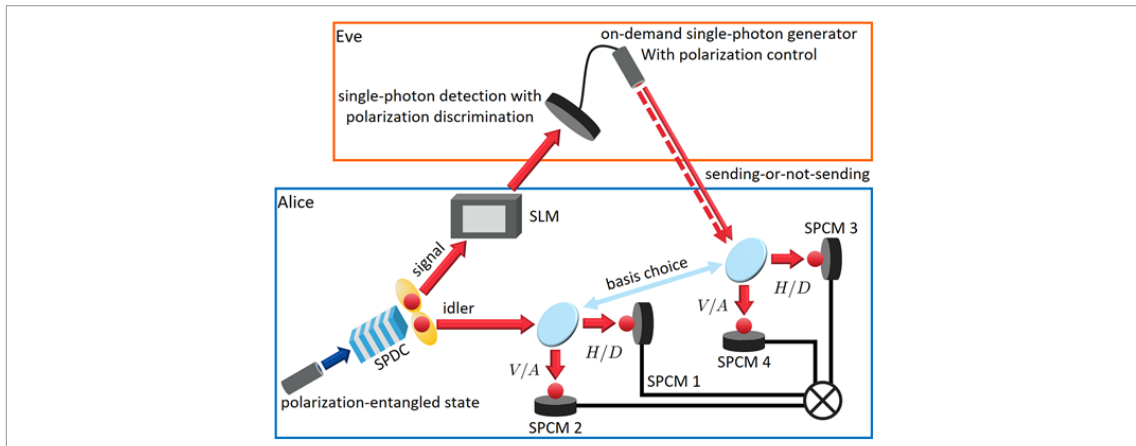 Eve
on-demand single-photon generator
With polarization control
single-photon detection with
polarization discrimination
sending-or-not-sending
Alice
SLM
SPCM 3
signal
basis choice
H/D
idler
V/A
H/D
SPCM 4
SPDC
V/A
SPCM 1
polarization-entangled state
SPCM 2